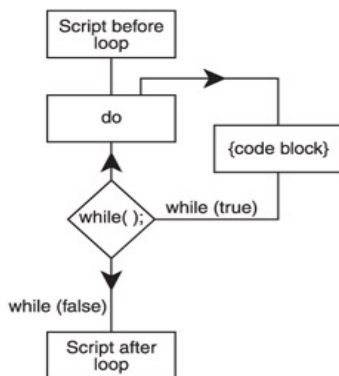 Script before
loop
do
{code block}
while( );
while (true)
while (false)
Script after
loop